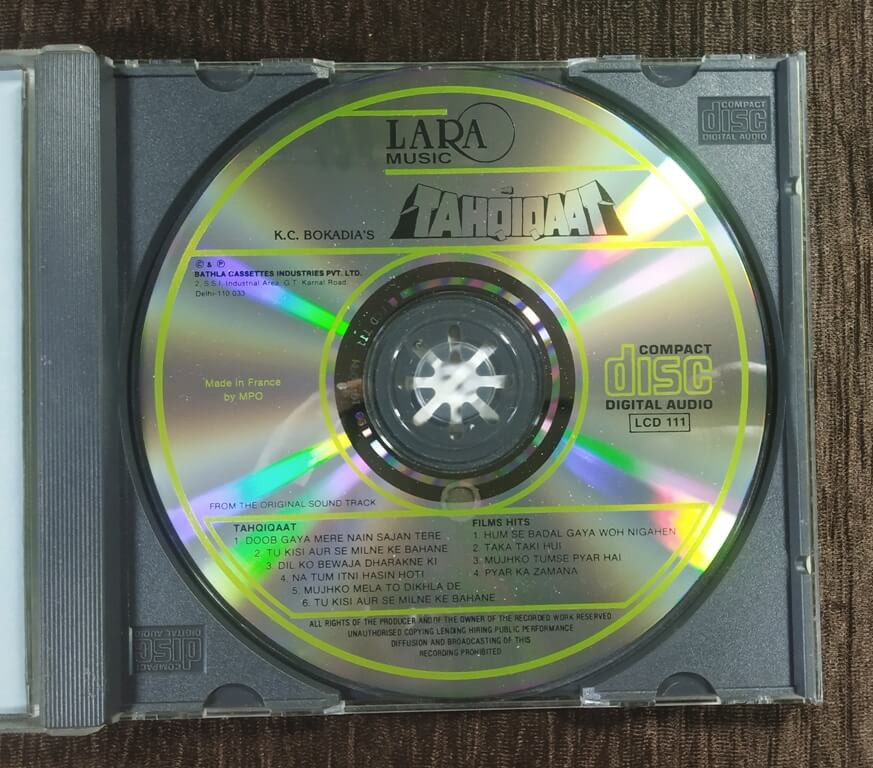 LARA
MUSIC
K.C. BOKADIA'S
TAHQIQAAT
COMPACT
disc
DIGITAL AUDIO
© & ℗
BATHLA CASSETTES INDUSTRIES PVT. LTD.
2, S.S.I. Industrial Area, G.T. Karnal Road
Delhi-110 033
Made in France
by MPO
COMPACT
disc
DIGITAL AUDIO
LCD 111
FROM THE ORIGINAL SOUND TRACK
TAHQIQAAT
1. DOOB GAYA MERE NAIN SAJAN TERE
2. TU KISI AUR SE MILNE KE BAHANE
3. DIL KO BEWAJA DHARAKNE KI
4. NA TUM ITNI HASIN HOTI
5. MUJHKO MELA TO DIKHLA DE
6. TU KISI AUR SE MILNE KE BAHANE
FILMS HITS
1. HUM SE BADAL GAYA WOH NIGAHEN
2. TAKA TAKI HUI
3. MUJHKO TUMSE PYAR HAI
4. PYAR KA ZAMANA
ALL RIGHTS OF THE PRODUCER AND OF THE OWNER OF THE RECORDED WORK RESERVED
UNAUTHORISED COPYING LENDING HIRING PUBLIC PERFORMANCE
DIFFUSION AND BROADCASTING OF THIS
RECORDING PROHIBITED
COMPACT
disc
DIGITAL AUDIO